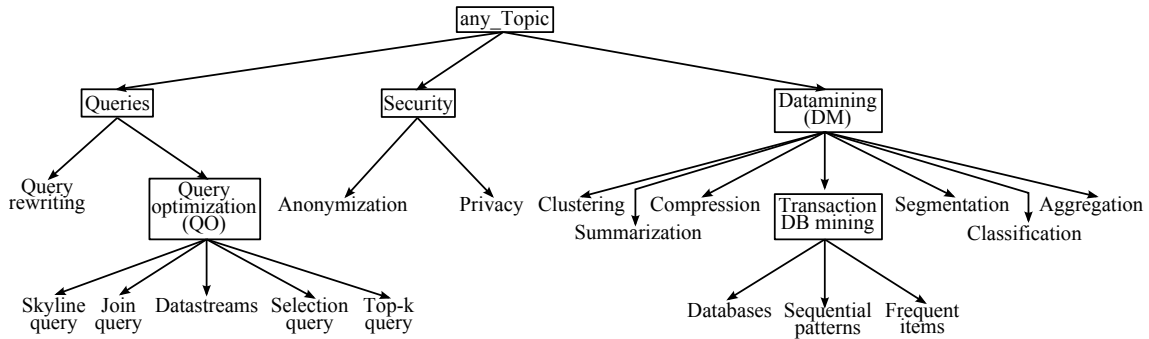 any_Topic
Queries
Security
Datamining
(DM)
Query
rewriting
Query
optimization
(QO)
Anonymization
Privacy
Clustering
Summarization
Compression
Transaction
DB mining
Segmentation
Classification
Aggregation
Skyline
query
Join
query
Datastreams
Selection
query
Top-k
query
Databases
Sequential
patterns
Frequent
items